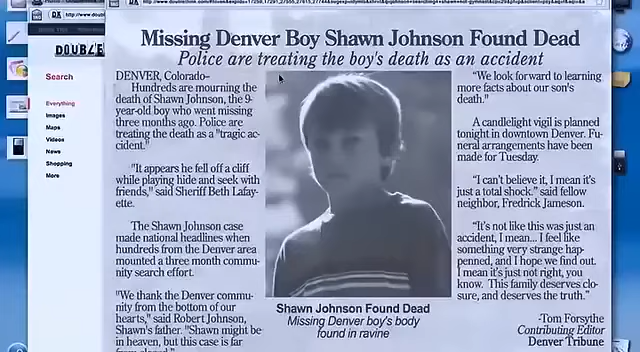 Missing Denver Boy Shawn Johnson Found Dead
Police are treating the boy's death as an accident
DOUBLE
Search
Everything
Images
Maps
Videos
News
Shopping
More
DENVER, Colorado–
Hundreds are mourning the
death of Shawn Johnson, the 9-
year-old boy who went missing
three months ago. Police are
treating the death as a "tragic ac-
cident."
"It appears he fell off a cliff
while playing hide and seek with
friends," said Sheriff Beth Lafay-
ette.
The Shawn Johnson case
made national headlines when
hundreds from the Denver area
mounted a three month commu-
nity search effort.
"We thank the Denver commu-
nity from the bottom of our
hearts," said Robert Johnson,
Shawn's father. "Shawn might be
in heaven, but this case is far
Shawn Johnson Found Dead
Missing Denver boy's body
found in ravine
"We look forward to learning
more facts about our son's
death."
A candlelight vigil is planned
tonight in downtown Denver. Fu-
neral arrangements have been
made for Tuesday.
"I can't believe it, I mean it's
just a total shock." said fellow
neighbor, Fredrick Jameson.
"It's not like this was just an
accident, I mean... I feel like
something very strange hap-
penned, and I hope we find out.
I mean it's just not right, you
know. This family deserves clo-
sure, and deserves the truth."
-Tom Forsythe
Contributing Editor
Denver Tribune